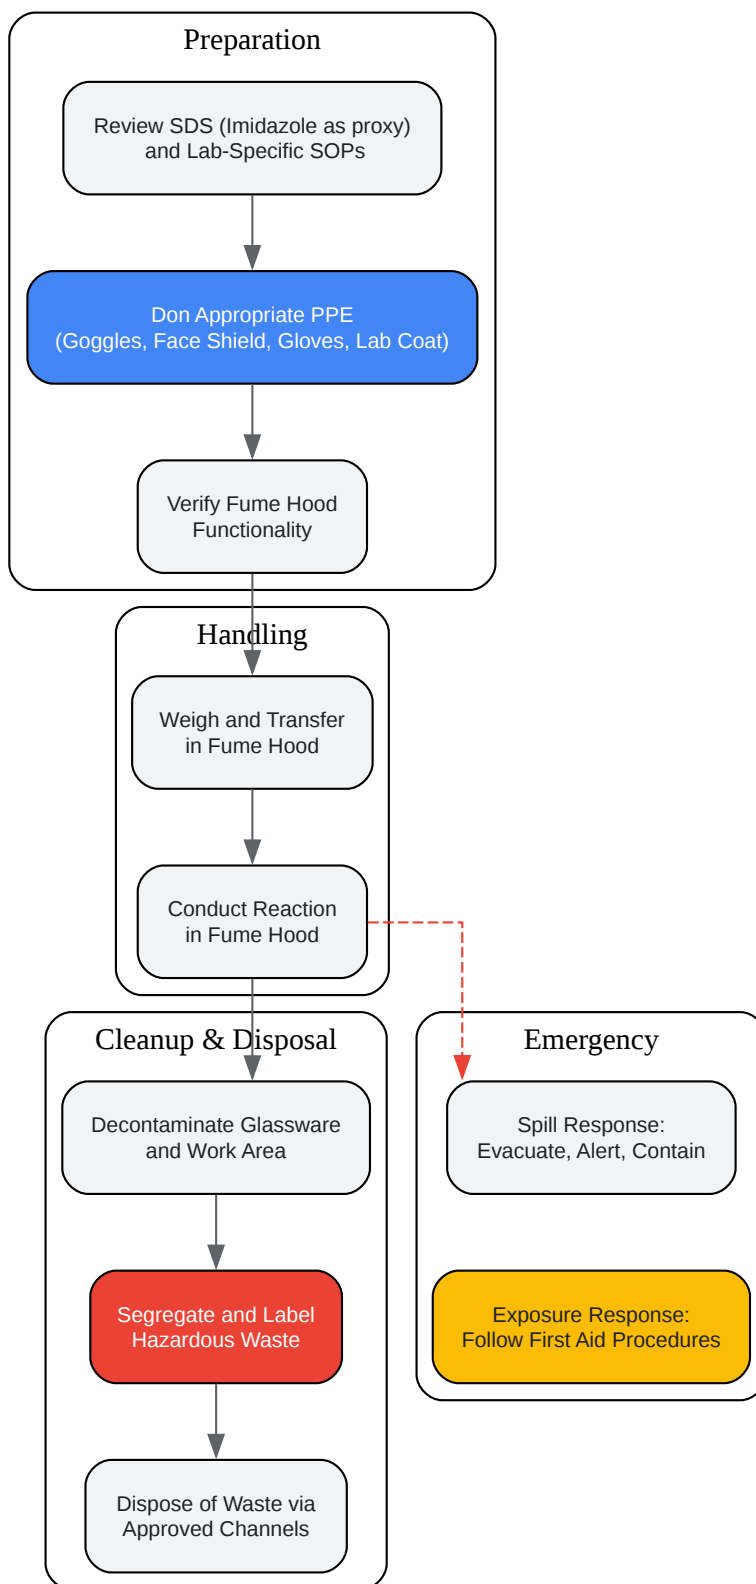 Preparation
Review SDS (Imidazole as proxy)
and Lab-Specific SOPs
Don Appropriate PPE
(Goggles, Face Shield, Gloves, Lab Coat)
Verify Fume Hood
Functionality
Handling
Weigh and Transfer
in Fume Hood
Conduct Reaction
in Fume Hood
Cleanup & Disposal
Decontaminate Glassware
and Work Area
Segregate and Label
Hazardous Waste
Dispose of Waste via
Approved Channels
Emergency
Spill Response:
Evacuate, Alert, Contain
Exposure Response:
Follow First Aid Procedures